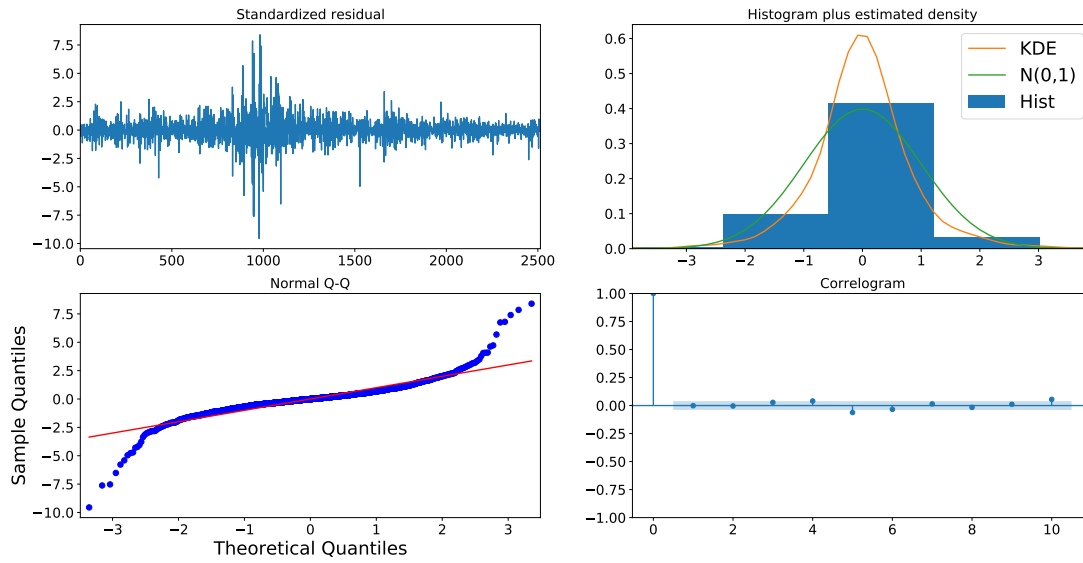 Standardized residual
7.5
5.0
2.5
0.0
−2.5
−5.0
−7.5
−10.0
0 500 1000 1500 2000 2500
Histogram plus estimated density
0.6
0.5
0.4
0.3
0.2
0.1
0.0
−3 −2 −1 0 1 2 3
KDE
N(0,1)
Hist
Normal Q-Q
Sample Quantiles
7.5
5.0
2.5
0.0
−2.5
−5.0
−7.5
−10.0
−3 −2 −1 0 1 2 3
Theoretical Quantiles
Correlogram
1.00
0.75
0.50
0.25
0.00
−0.25
−0.50
−0.75
−1.00
0 2 4 6 8 10